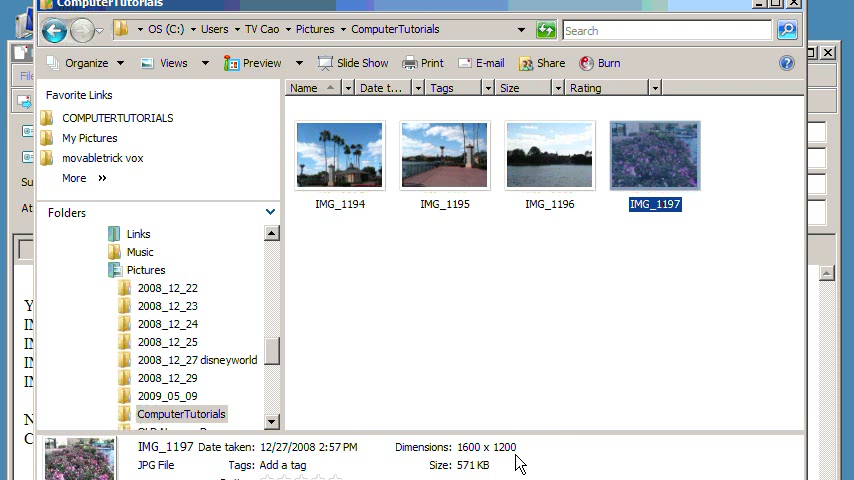 ComputerTutorials
OS (C:) Users TV Cao Pictures ComputerTutorials Search
Organize Views Preview Slide Show Print E-mail Share Burn
Favorite Links
COMPUTERTUTORIALS
My Pictures
movabletrick vox
More »
Folders
Links
Music
Pictures
2008_12_22
2008_12_23
2008_12_24
2008_12_25
2008_12_27 disneyworld
2008_12_29
2009_05_09
ComputerTutorials
Name Date t... Tags Size Rating
IMG_1194 IMG_1195 IMG_1196 IMG_1197
IMG_1197 Date taken: 12/27/2008 2:57 PM Dimensions: 1600 x 1200
JPG File Tags: Add a tag Size: 571 KB